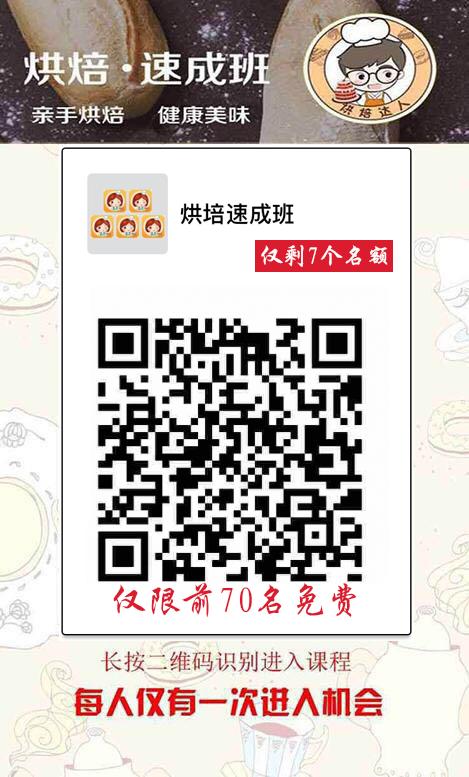 烘焙·速成班
亲手烘焙 健康美味
烘焙达人
烘培速成班
仅剩7个名额
仅限前70名免费
长按二维码识别进入课程
每人仅有一次进入机会